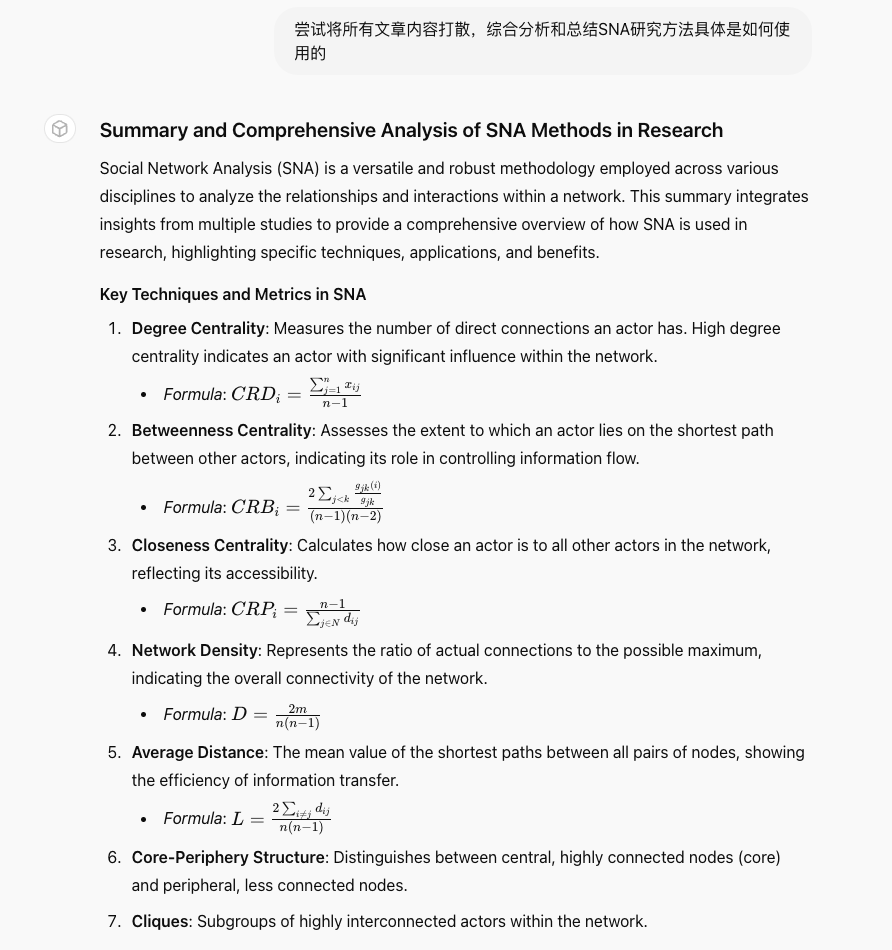 尝试将所有文章内容打散，综合分析和总结SNA研究方法具体是如何使
用的
Summary and Comprehensive Analysis of SNA Methods in Research
Social Network Analysis (SNA) is a versatile and robust methodology employed across various
disciplines to analyze the relationships and interactions within a network. This summary integrates
insights from multiple studies to provide a comprehensive overview of how SNA is used in
research, highlighting specific techniques, applications, and benefits.
Key Techniques and Metrics in SNA
1. Degree Centrality: Measures the number of direct connections an actor has. High degree
centrality indicates an actor with significant influence within the network.
• Formula: $CRD_i = \frac{\sum_{j=1}^{n} x_{ij}}{n-1}$
2. Betweenness Centrality: Assesses the extent to which an actor lies on the shortest path
between other actors, indicating its role in controlling information flow.
• Formula: $CRB_i = \frac{2\sum_{j<k} \frac{g_{jk}(i)}{g_{jk}}}{(n-1)(n-2)}$
3. Closeness Centrality: Calculates how close an actor is to all other actors in the network,
reflecting its accessibility.
• Formula: $CRP_i = \frac{n-1}{\sum_{j \in N} d_{ij}}$
4. Network Density: Represents the ratio of actual connections to the possible maximum,
indicating the overall connectivity of the network.
• Formula: $D = \frac{2m}{n(n-1)}$
5. Average Distance: The mean value of the shortest paths between all pairs of nodes, showing
the efficiency of information transfer.
• Formula: $L = \frac{2\sum_{i \neq j} d_{ij}}{n(n-1)}$
6. Core-Periphery Structure: Distinguishes between central, highly connected nodes (core)
and peripheral, less connected nodes.
7. Cliques: Subgroups of highly interconnected actors within the network.